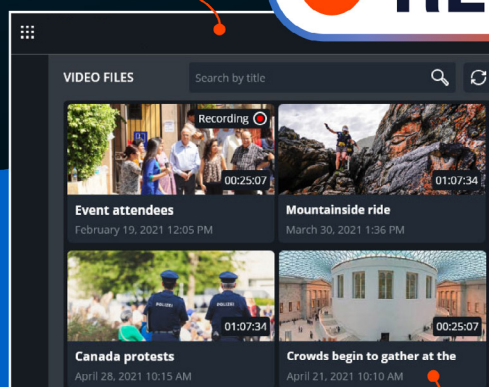 VIDEO FILES
Search by title
Recording
00:25:07
01:07:34
Event attendees
February 19, 2021 12:05 PM
Mountainside ride
March 30, 2021 1:36 PM
POLIZEI
POLIZEI
01:07:34
00:25:07
Canada protests
April 28, 2021 10:15 AM
Crowds begin to gather at the
April 21, 2021 10:10 AM